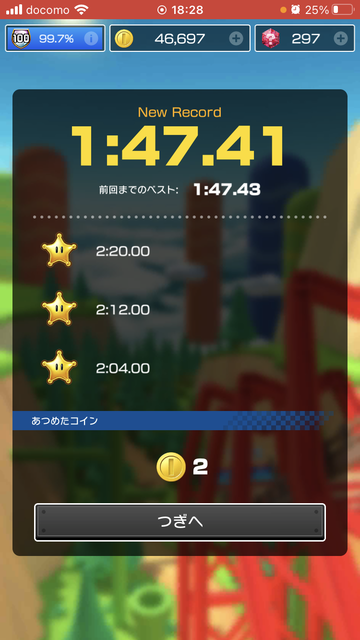 docomo 18:28 25%
100 99.7% i 46,697 + 297 +
New Record
1:47.41
前回までのベスト: 1:47.43
2:20.00
2:12.00
2:04.00
あつめたコイン
2
つぎへ